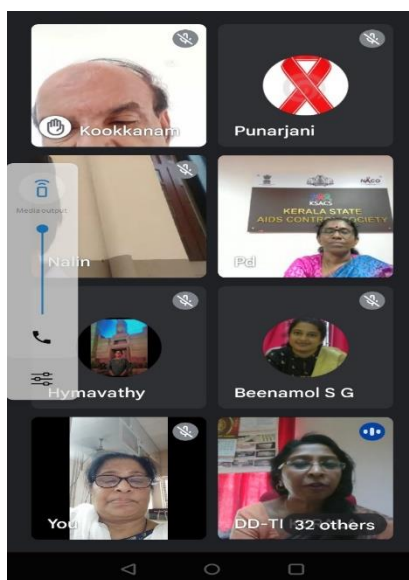 Kookkanam
Punarjani
Media output
Nalin
KSACS
NACO
KERALA STATE
AIDS CONTROL SOCIETY
Pd
Hymavathy
Beenamol S G
You
DD-TI
32 others